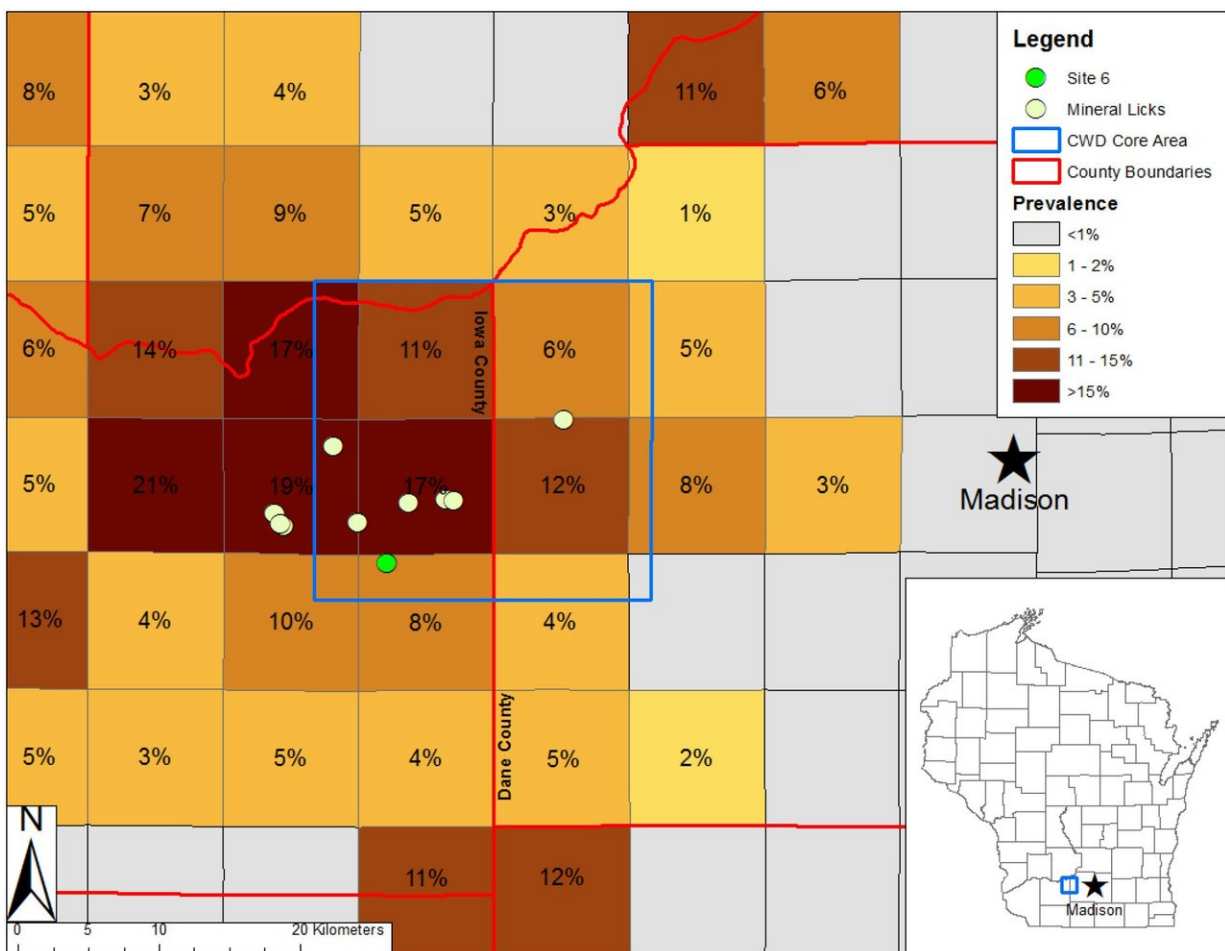 8% 3% 4% 11% 6%
5% 7% 9% 5% 3% 1%
6% 14% 17% 11% 6% 5%
5% 21% 19% 17% 12% 8% 3%
13% 4% 10% 8% 4%
5% 3% 5% 4% 5% 2%
11% 12%
Iowa County
Dane County
Madison
Legend
Site 6
Mineral Licks
CWD Core Area
County Boundaries
Prevalence
<1%
1 - 2%
3 - 5%
6 - 10%
11 - 15%
>15%
N
0 5 10 20 Kilometers
Madison